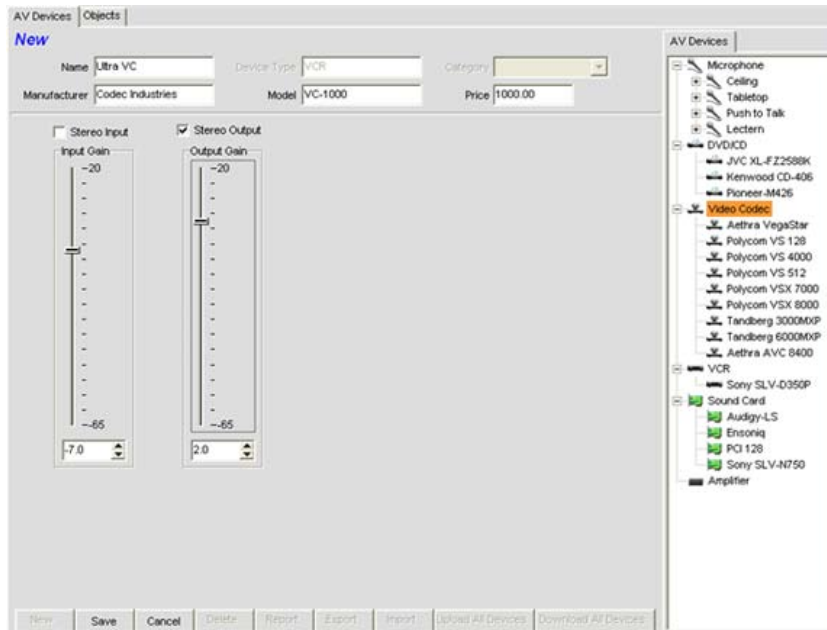 AV Devices Objects
New
Name Ultra VC Device Type VCR Category
Manufacturer Codec Industries Model VC-1000 Price 1000.00
Stereo Input Stereo Output
Input Gain Output Gain
-20 -20
--65 --65
-7.0 2.0
New Save Cancel Delete Report Export Import Upload All Devices Download All Devices
AV Devices
Microphone
Ceiling
Tabletop
Push to Talk
Lectern
DVD/CD
JVC XL-FZ258BK
Kenwood CD-406
Pioneer-M426
Video Codec
Aethra VegaStar
Polycom VS 128
Polycom VS 4000
Polycom VS 512
Polycom VSX 7000
Polycom VSX 8000
Tandberg 3000MXP
Tandberg 6000MXP
Aethra AVC 8400
VCR
Sony SLV-D350P
Sound Card
Audigy-LS
Ensoniq
PCI 128
Sony SLV-N750
Amplifier